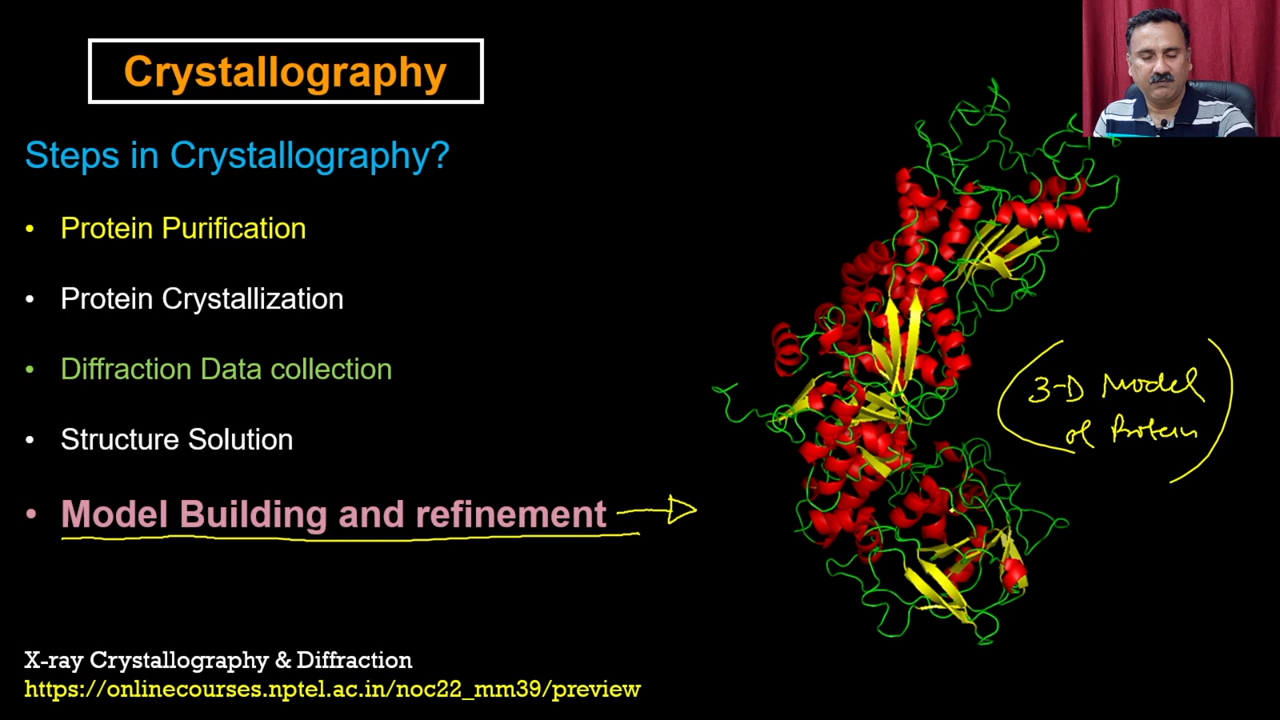 Crystallography
Steps in Crystallography?
• Protein Purification
• Protein Crystallization
• Diffraction Data collection
• Structure Solution
• Model Building and refinement
3-D Model
of Protein
X-ray Crystallography & Diffraction
https://onlinecourses.nptel.ac.in/noc22_mm39/preview